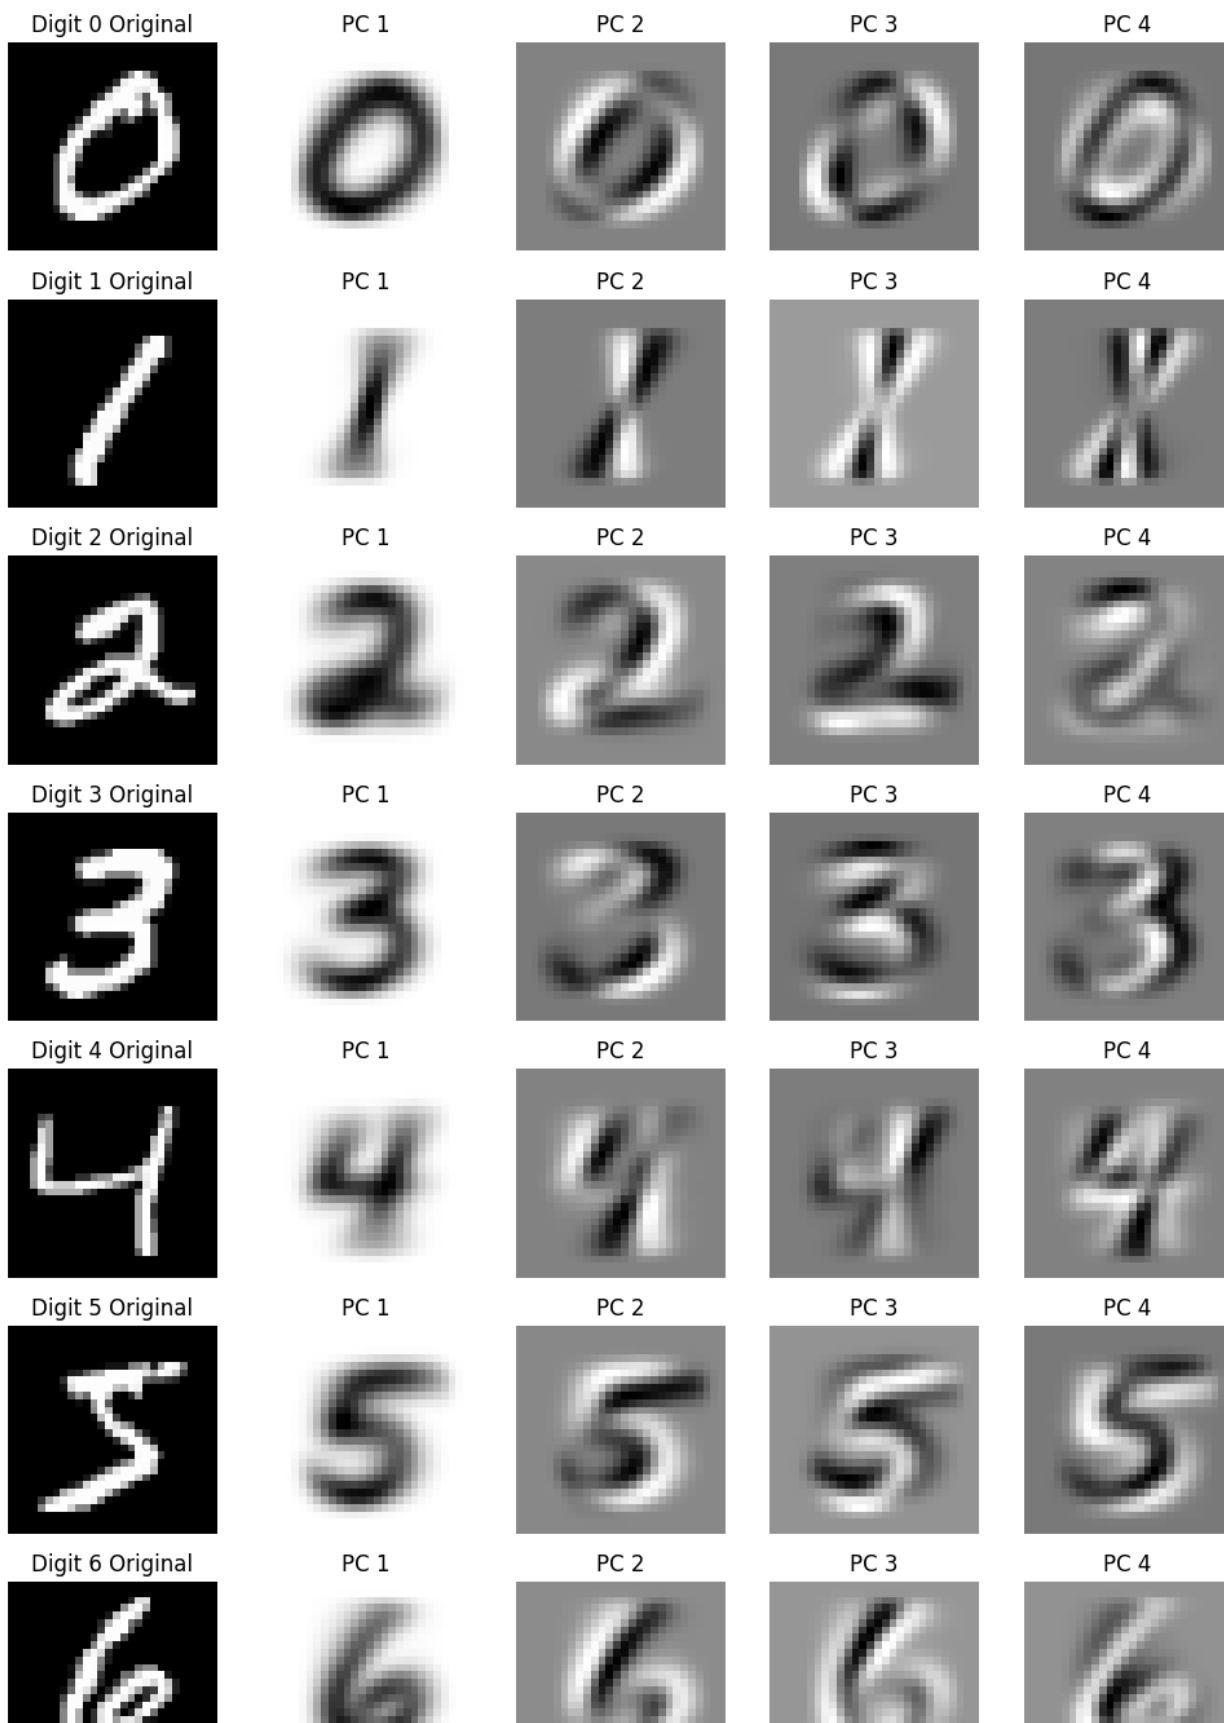 Digit 0 Original PC 1 PC 2 PC 3 PC 4
Digit 1 Original PC 1 PC 2 PC 3 PC 4
Digit 2 Original PC 1 PC 2 PC 3 PC 4
Digit 3 Original PC 1 PC 2 PC 3 PC 4
Digit 4 Original PC 1 PC 2 PC 3 PC 4
Digit 5 Original PC 1 PC 2 PC 3 PC 4
Digit 6 Original PC 1 PC 2 PC 3 PC 4